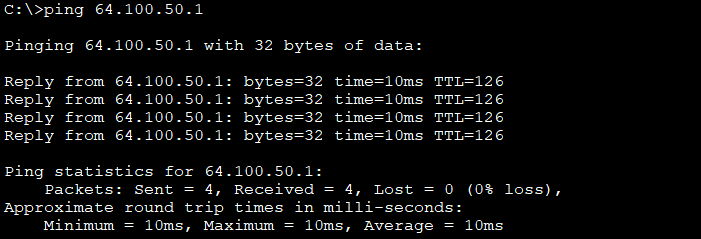 C:\>ping 64.100.50.1
Pinging 64.100.50.1 with 32 bytes of data:
Reply from 64.100.50.1: bytes=32 time=10ms TTL=126
Reply from 64.100.50.1: bytes=32 time=10ms TTL=126
Reply from 64.100.50.1: bytes=32 time=10ms TTL=126
Reply from 64.100.50.1: bytes=32 time=10ms TTL=126
Ping statistics for 64.100.50.1:
    Packets: Sent = 4, Received = 4, Lost = 0 (0% loss),
Approximate round trip times in milli-seconds:
    Minimum = 10ms, Maximum = 10ms, Average = 10ms